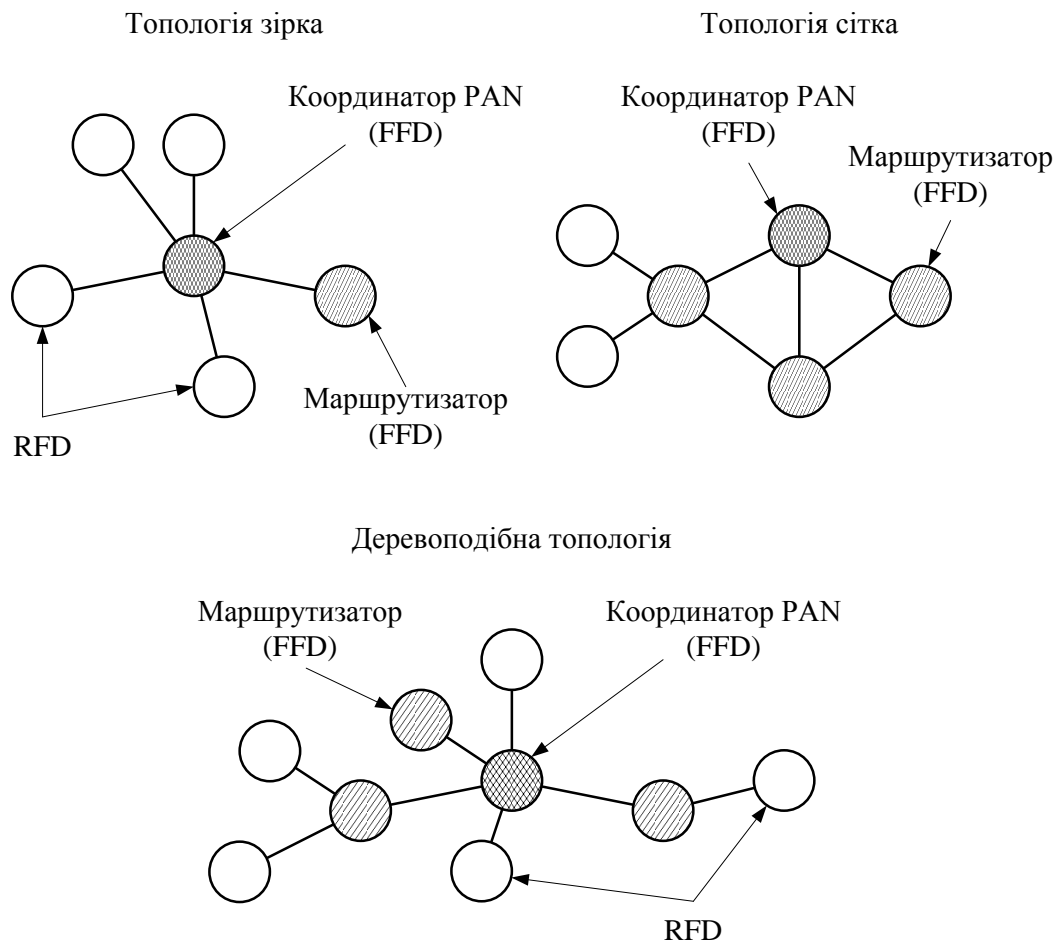 Топологія зірка
Координатор PAN
(FFD)
Маршрутизатор
(FFD)
RFD
Топологія сітка
Координатор PAN
(FFD)
Маршрутизатор
(FFD)
Деревоподібна топологія
Маршрутизатор
(FFD)
Координатор PAN
(FFD)
RFD